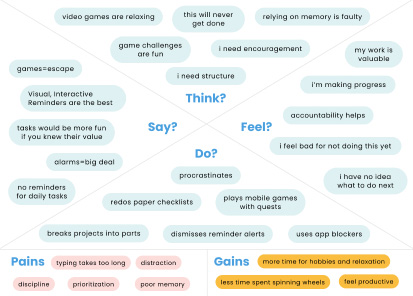 video games are relaxing
this will never
get done
relying on memory is faulty
game challenges
are fun
i need encouragement
my work is
valuable
games=escape
i need structure
i'm making progress
Visual, Interactive
Reminders are the best
Think?
accountability helps
tasks would be more fun
if you knew their value
Say?
Feel?
i feel bad for not doing this yet
alarms=big deal
Do?
procrastinates
i have no idea
what to do next
no reminders
for daily tasks
redos paper checklists
plays mobile games
with quests
breaks projects into parts
dismisses reminder alerts
uses app blockers
Pains
typing takes too long
distraction
discipline
prioritization
poor memory
Gains
more time for hobbies and relaxation
less time spent spinning wheels
feel productive